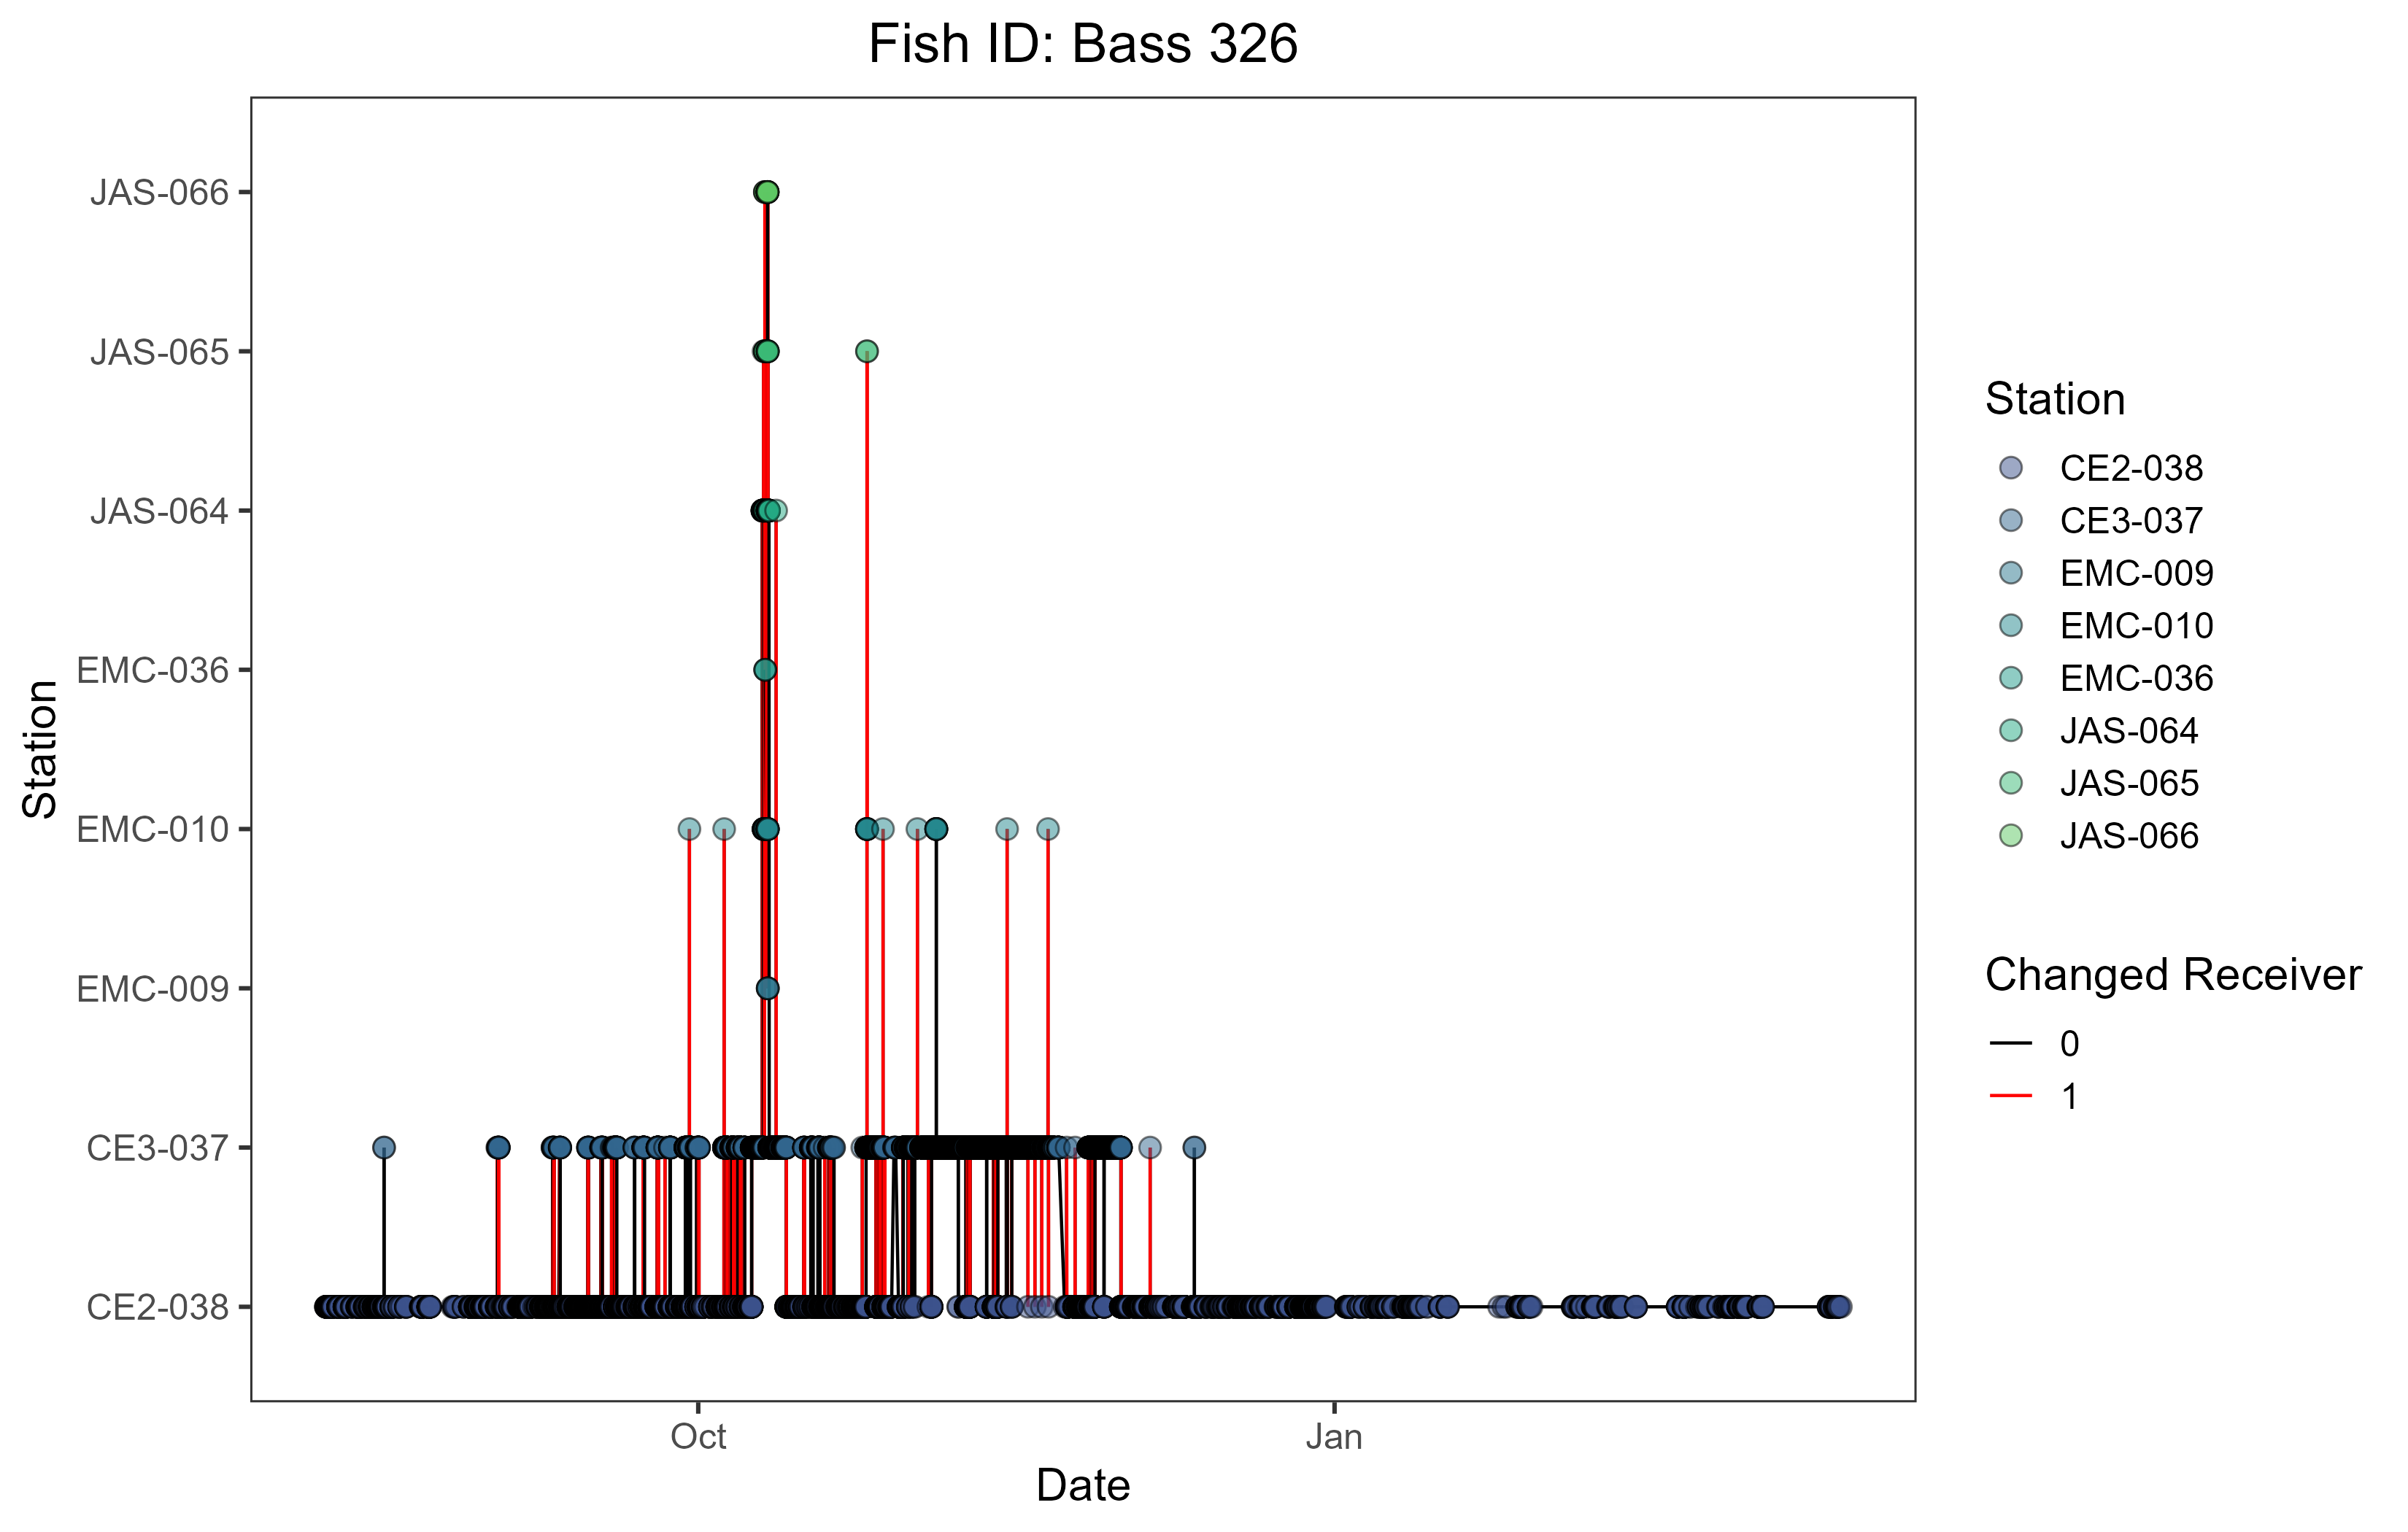 Fish ID: Bass 326
Station
JAS-066
JAS-065
JAS-064
EMC-036
EMC-010
EMC-009
CE3-037
CE2-038
Oct
Jan
Date
Station
CE2-038
CE3-037
EMC-009
EMC-010
EMC-036
JAS-064
JAS-065
JAS-066
Changed Receiver
0
1